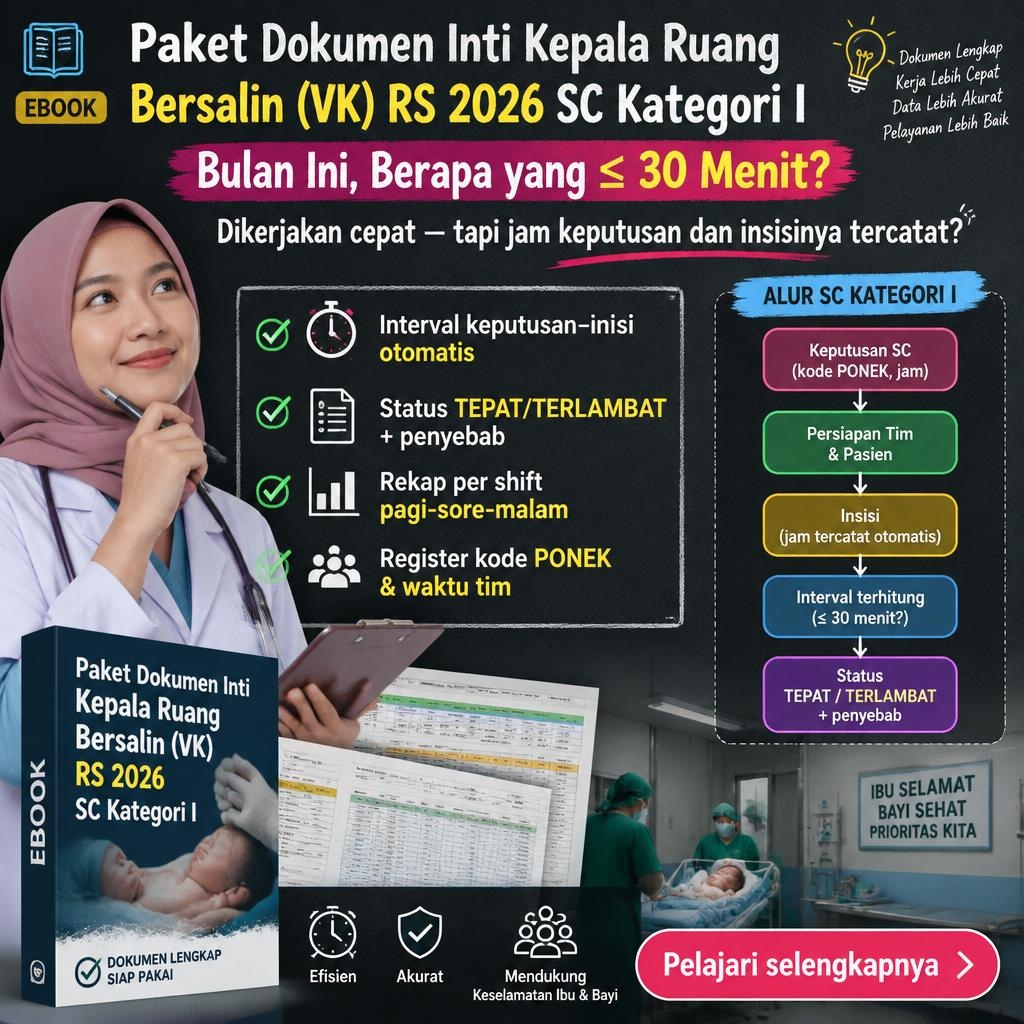 EBOOK
Paket Dokumen Inti Kepala Ruang
Bersalin (VK) RS 2026 SC Kategori I
Dokumen Lengkap
Kerja Lebih Cepat
Data Lebih Akurat
Pelayanan Lebih Baik
Bulan Ini, Berapa yang ≤ 30 Menit?
Dikerjakan cepat — tapi jam keputusan dan insisinya tercatat?
Interval keputusan–inisi
otomatis
Status TEPAT/TERLAMBAT
+ penyebab
Rekap per shift
pagi-sore-malam
Register kode PONEK
& waktu tim
ALUR SC KATEGORI I
Keputusan SC
(kode PONEK, jam)
Persiapan Tim
& Pasien
Insisi
(jam tercatat otomatis)
Interval terhitung
(≤ 30 menit?)
Status
TEPAT / TERLAMBAT
+ penyebab
Paket Dokumen Inti
Kepala Ruang
Bersalin (VK)
RS 2026
SC Kategori I
EBOOK
DOKUMEN LENGKAP
SIAP PAKAI
IBU SELAMAT
BAYI SEHAT
PRIORITAS KITA
Efisien
Akurat
Mendukung
Keselamatan Ibu & Bayi
Pelajari selengkapnya